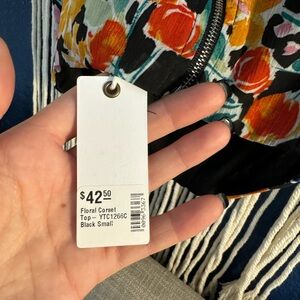 $42.50
Floral Corset
Top - YTC1266C
Black Small